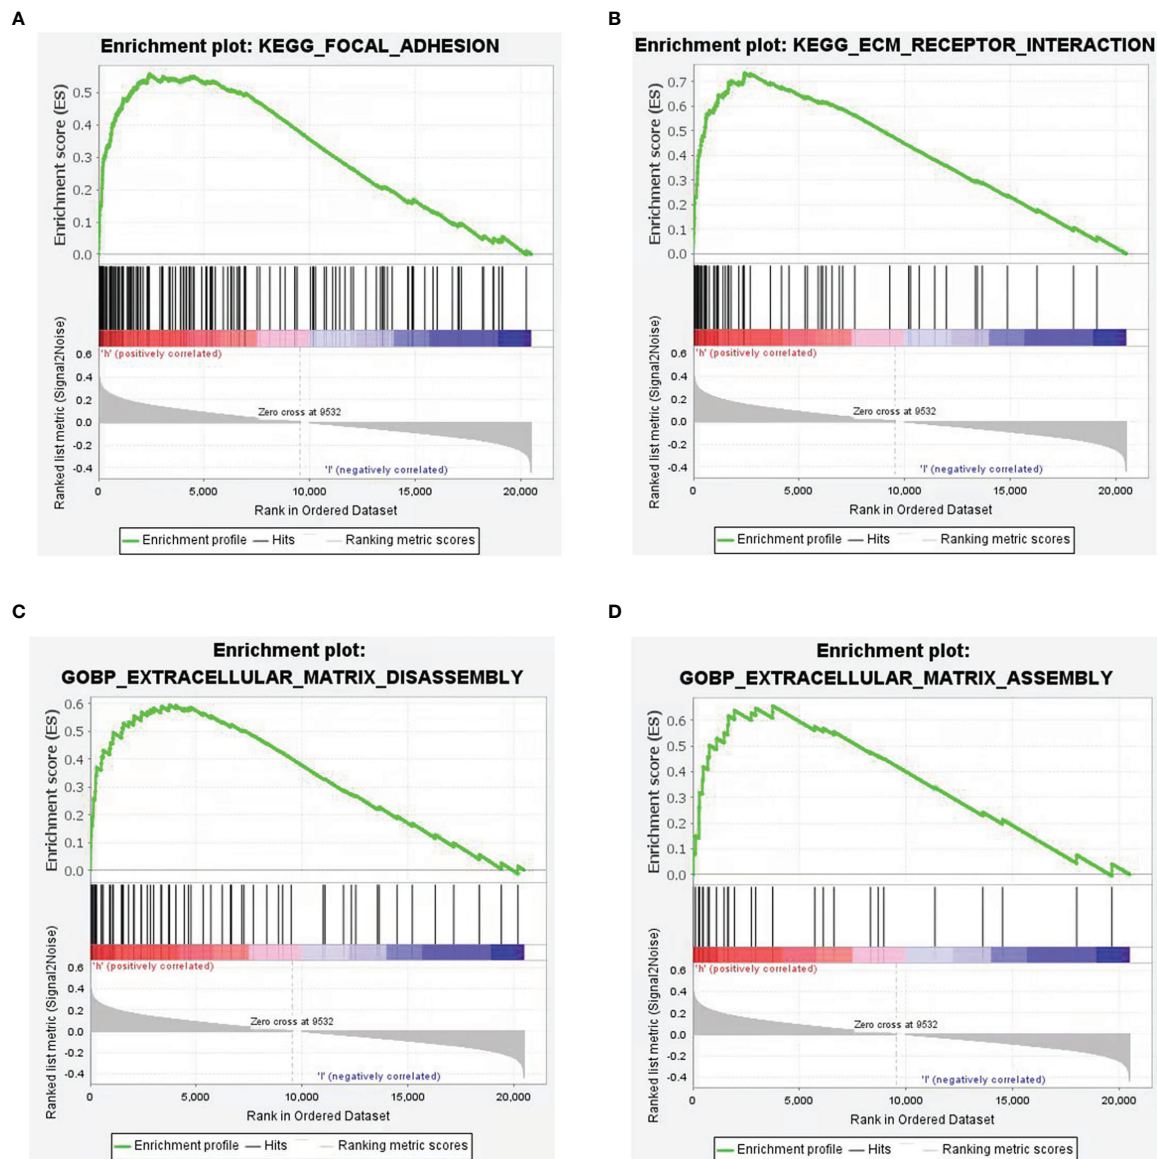 A
Enrichment plot: KEGG_FOCAL_ADHESION
Enrichment score (ES)
0.5
0.4
0.3
0.2
0.1
0.0
Ranked list metric (Signal2Noise)
'h' (positively correlated)
0.6
0.4
0.2
0.0
-0.2
-0.4
Zero cross at 9532
'l' (negatively correlated)
0 5,000 10,000 15,000 20,000
Rank in Ordered Dataset
Enrichment profile Hits Ranking metric scores
B
Enrichment plot: KEGG_ECM_RECEPTOR_INTERACTION
Enrichment score (ES)
0.7
0.6
0.5
0.4
0.3
0.2
0.1
0.0
Ranked list metric (Signal2Noise)
'h' (positively correlated)
0.6
0.4
0.2
0.0
-0.2
-0.4
Zero cross at 9532
'l' (negatively correlated)
0 5,000 10,000 15,000 20,000
Rank in Ordered Dataset
Enrichment profile Hits Ranking metric scores
C
Enrichment plot:
GOBP_EXTRACELLULAR_MATRIX_DISASSEMBLY
Enrichment score (ES)
0.6
0.5
0.4
0.3
0.2
0.1
0.0
Ranked list metric (Signal2Noise)
'h' (positively correlated)
0.6
0.4
0.2
0.0
-0.2
-0.4
Zero cross at 9532
'l' (negatively correlated)
0 5,000 10,000 15,000 20,000
Rank in Ordered Dataset
Enrichment profile Hits Ranking metric scores
D
Enrichment plot:
GOBP_EXTRACELLULAR_MATRIX_ASSEMBLY
Enrichment score (ES)
0.6
0.5
0.4
0.3
0.2
0.1
0.0
Ranked list metric (Signal2Noise)
'h' (positively correlated)
0.6
0.4
0.2
0.0
-0.2
-0.4
Zero cross at 9532
'l' (negatively correlated)
0 5,000 10,000 15,000 20,000
Rank in Ordered Dataset
Enrichment profile Hits Ranking metric scores